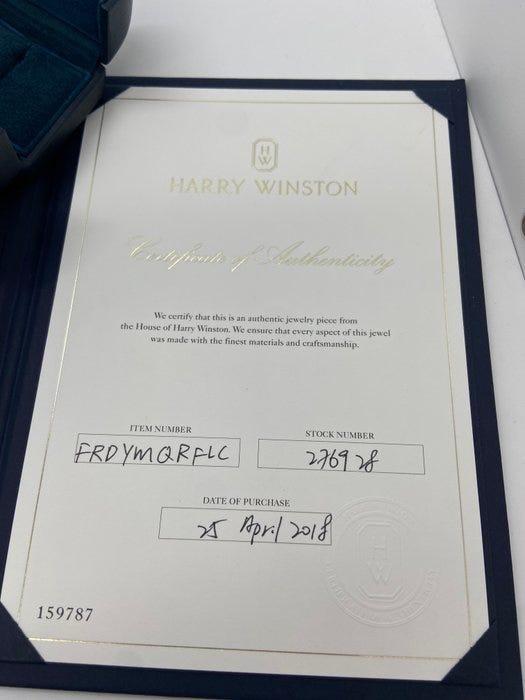 HW
HARRY WINSTON
Certificate of Authenticity
We certify that this is an authentic jewelry piece from
the House of Harry Winston. We ensure that every aspect of this jewel
was made with the finest materials and craftsmanship.
ITEM NUMBER
FRDYMQRFLC
STOCK NUMBER
276928
DATE OF PURCHASE
25 April 2018
HW
159787